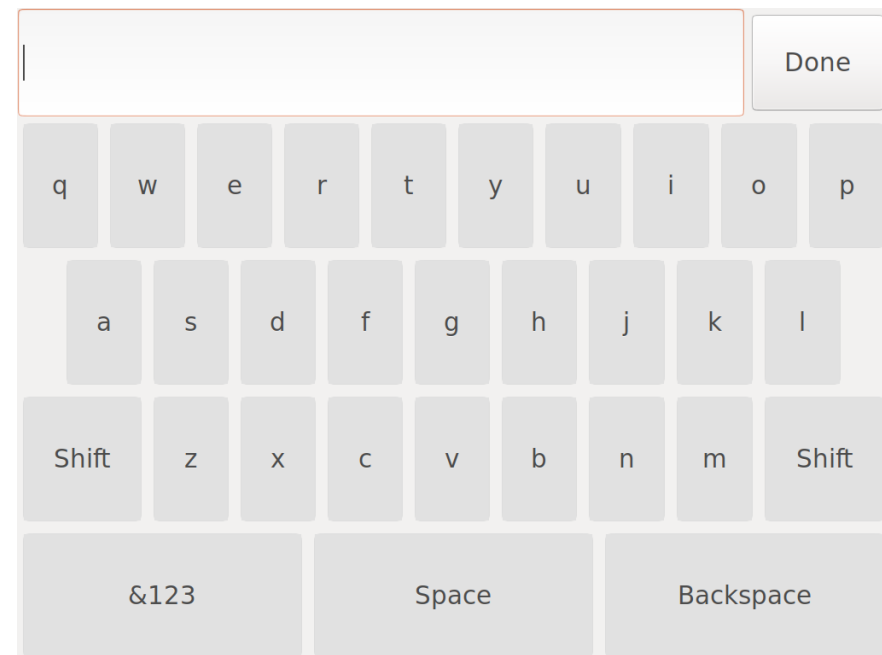 Done
q w e r t y u i o p
a s d f g h j k l
Shift z x c v b n m Shift
&123 Space Backspace